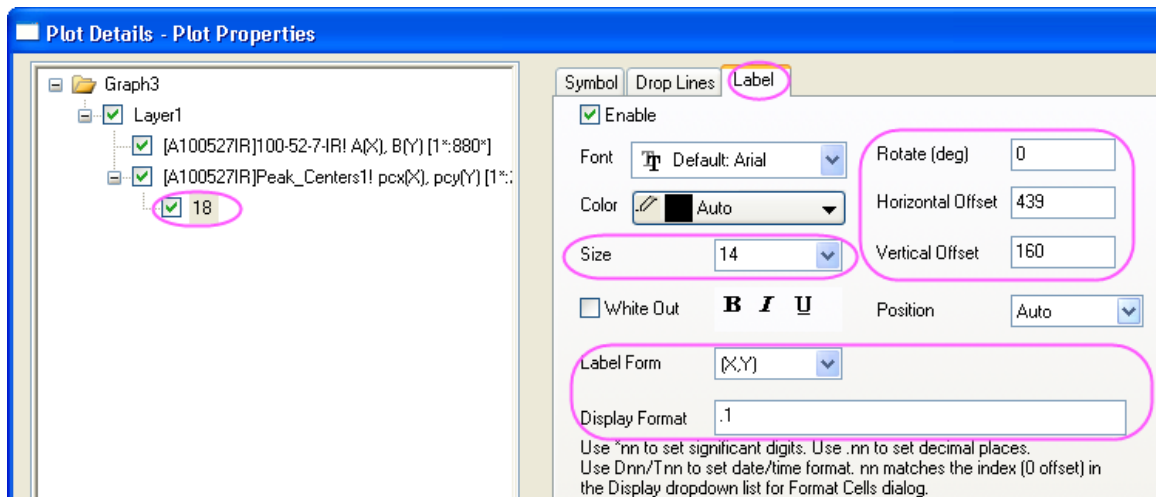 Plot Details - Plot Properties
Graph3
Layer1
[A100527IR]100-52-7-IR! A(X), B(Y) [1*:880*]
[A100527IR]Peak_Centers1! pcx(X), pcy(Y) [1*:
18
Symbol Drop Lines Label
Enable
Font Default: Arial Rotate (deg) 0
Color Auto Horizontal Offset 439
Size 14 Vertical Offset 160
White Out B I U Position Auto
Label Form (X,Y)
Display Format .1
Use *nn to set significant digits. Use .nn to set decimal places.
Use Dnn/Tnn to set date/time format. nn matches the index (0 offset) in
the Display dropdown list for Format Cells dialog.